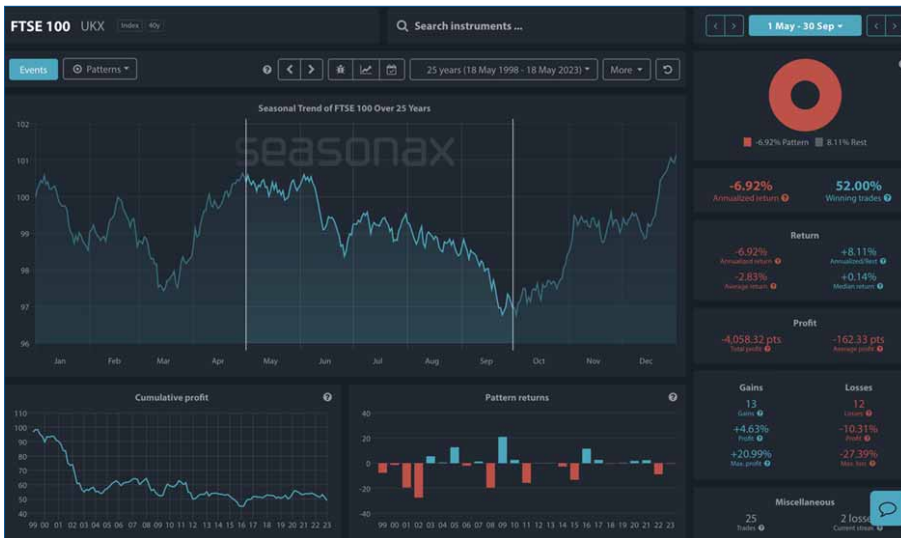 FTSE 100 UKX Index 40y
Search instruments ...
1 May - 30 Sep
Events Patterns
25 years (18 May 1998 - 18 May 2023) More
Seasonal Trend of FTSE 100 Over 25 Years
seasonax
102
101
100
99
98
97
96
Jan Feb Mar Apr May Jun Jul Aug Sep Oct Nov Dec
-6.92% Pattern 8.11% Rest
-6.92% 52.00%
Annualized return Winning trades
Return
-6.92% +8.11%
Annualized return Annualized/Rest
-2.83% +0.14%
Average return Median return
Profit
-4,058.32 pts -162.33 pts
Total profit Average profit
Gains Losses
13 12
Gains Losses
+4.63% -10.31%
Profit Profit
+20.99% -27.39%
Max. profit Max. loss
Miscellaneous
25 2 losse
Trades Current streak
Cumulative profit
110
100
90
80
70
60
50
40
99 00 01 02 03 04 05 06 07 08 09 10 11 12 13 14 15 16 17 18 19 20 21 22 23
Pattern returns
40
20
0
-20
-40
99 00 01 02 03 04 05 06 07 08 09 10 11 12 13 14 15 16 17 18 19 20 21 22 23